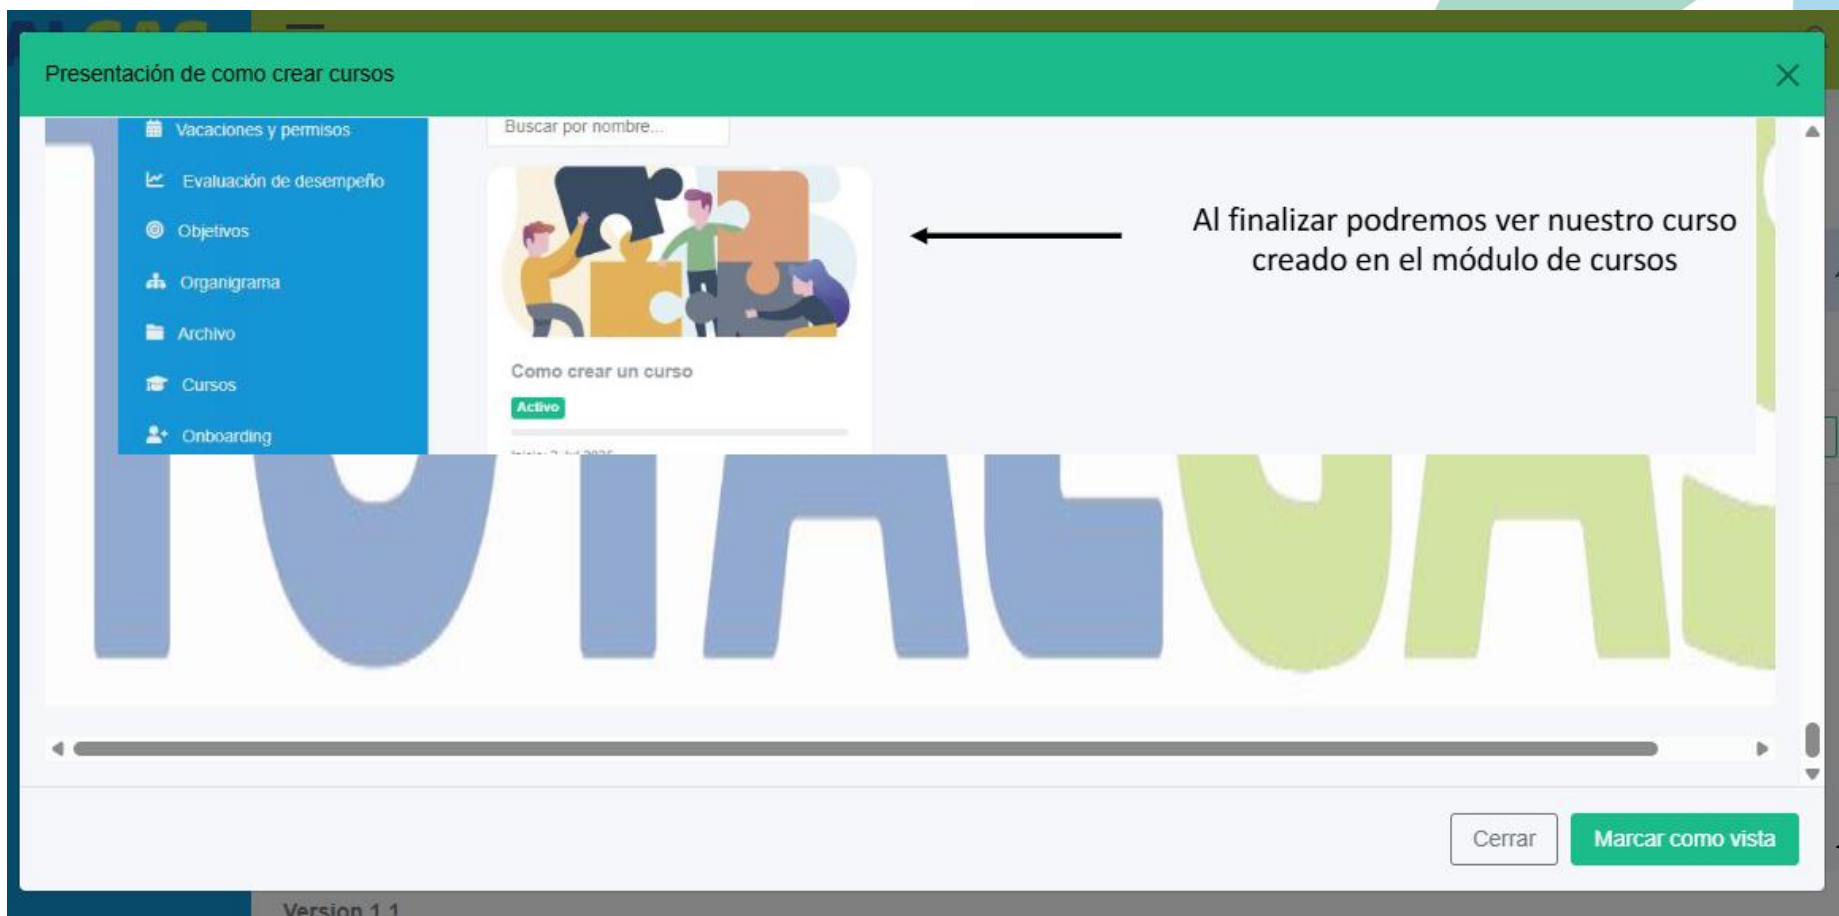 Presentación de como crear cursos
Vacaciones y permisos
Buscar por nombre...
Evaluación de desempeño
Objetivos
Organigrama
Archivo
Cursos
Onboarding
Como crear un curso
Activo
Al finalizar podremos ver nuestro curso
creado en el módulo de cursos
TOTALGAS
Cerrar
Marcar como vista
Version 1.1